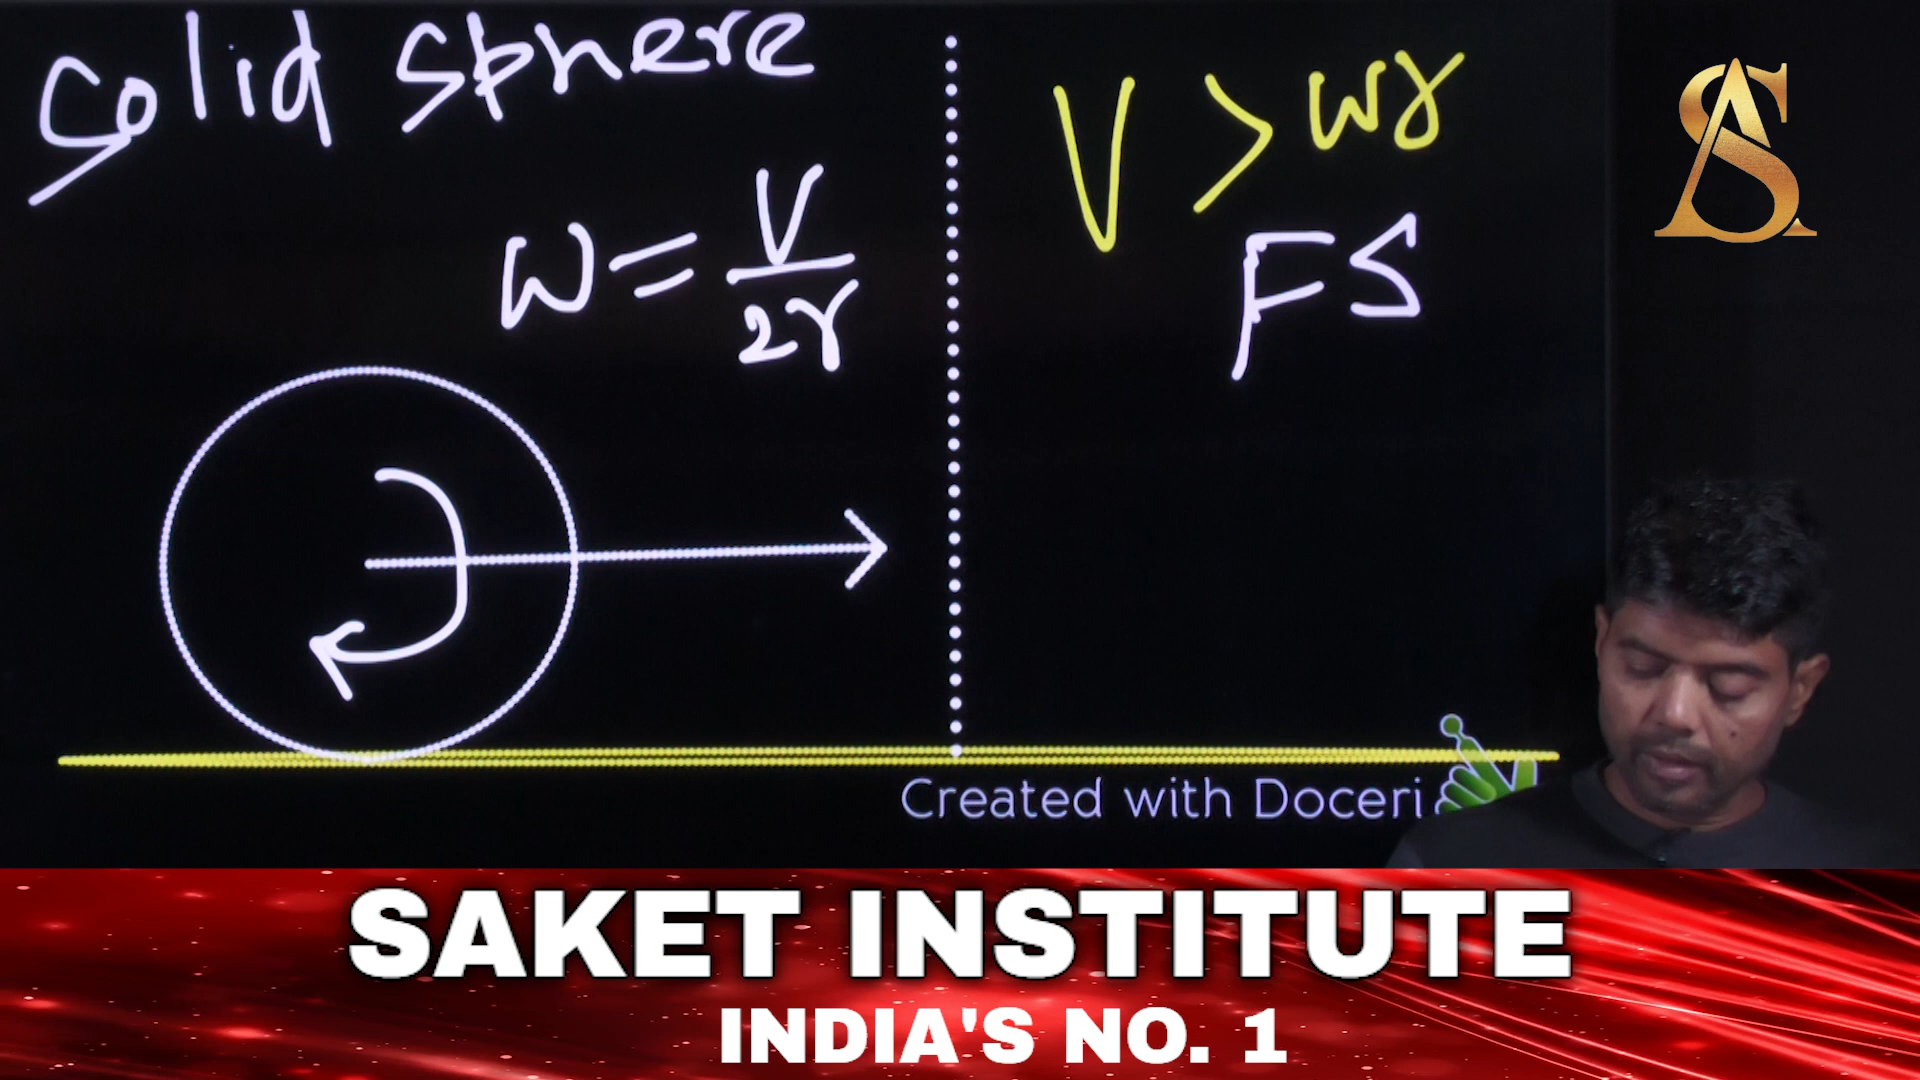 solid sphere
ω = V/2r
V > ωr
FS
Created with Doceri
SAKET INSTITUTE
INDIA'S NO. 1